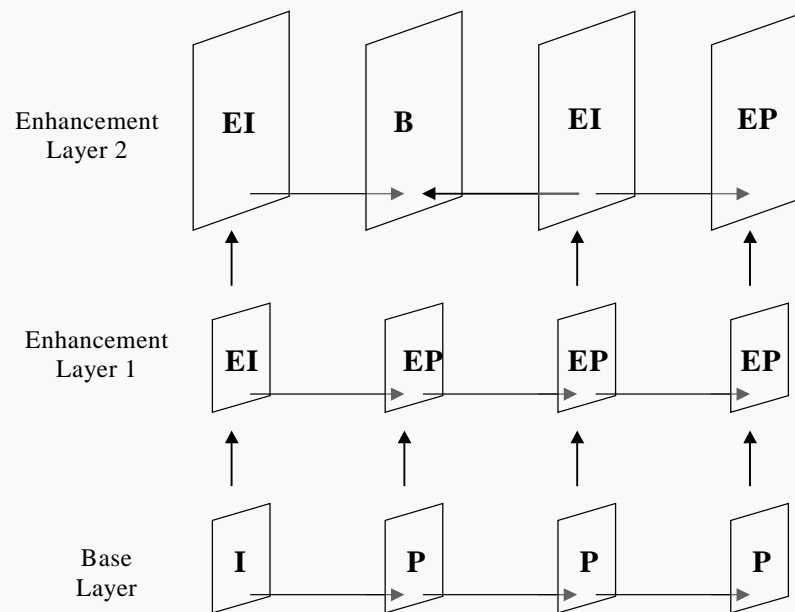 Enhancement
Layer 2
EI
B
EI
EP
Enhancement
Layer 1
EI
EP
EP
EP
Base
Layer
I
P
P
P